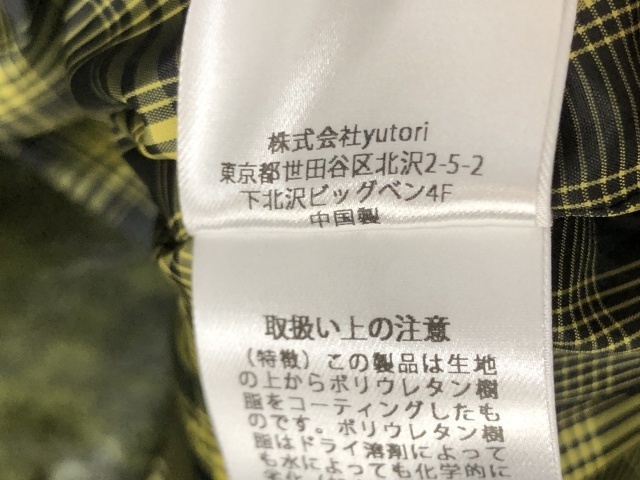 株式会社yutori
東京都世田谷区北沢2-5-2
下北沢ビッグベン4F
中国製
取扱い上の注意
(特徴)この製品は生地
の上からポリウレタン樹
脂をコーティングしたも
のです。ポリウレタン樹
脂はドライ溶剤によって
も水によっても化学的に